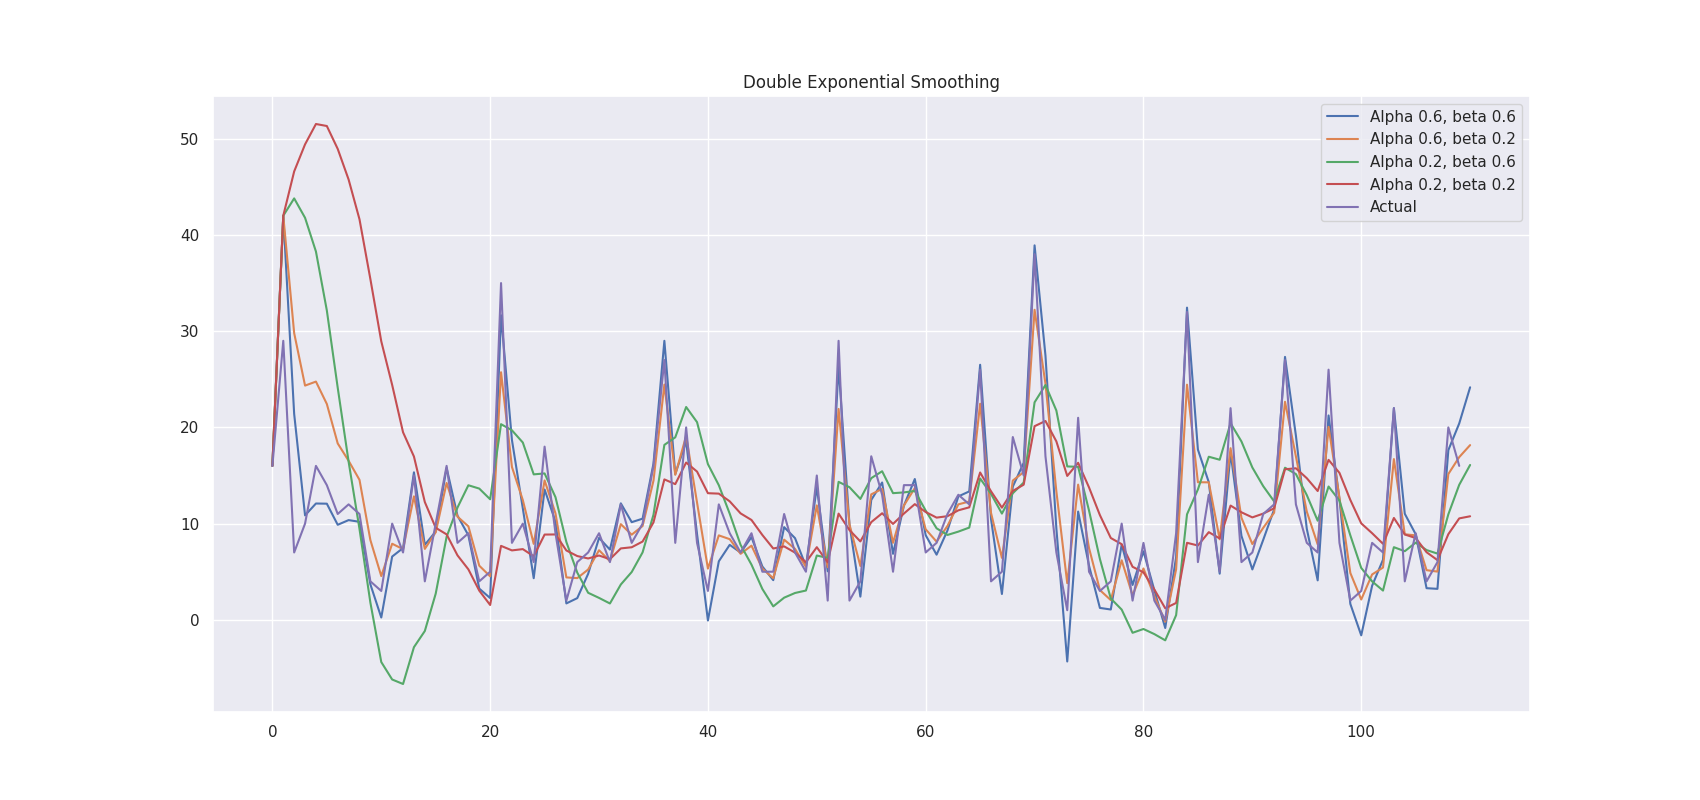 Double Exponential Smoothing
Alpha 0.6, beta 0.6
Alpha 0.6, beta 0.2
Alpha 0.2, beta 0.6
Alpha 0.2, beta 0.2
Actual
50
40
30
20
10
0
0 20 40 60 80 100